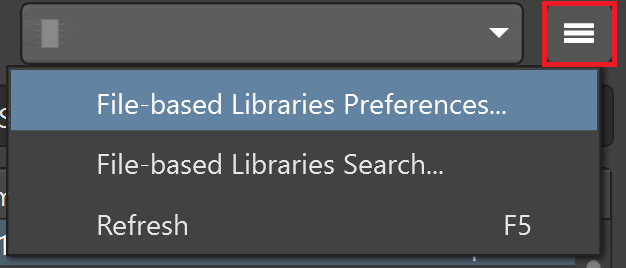 File-based Libraries Preferences...
File-based Libraries Search...
Refresh F5